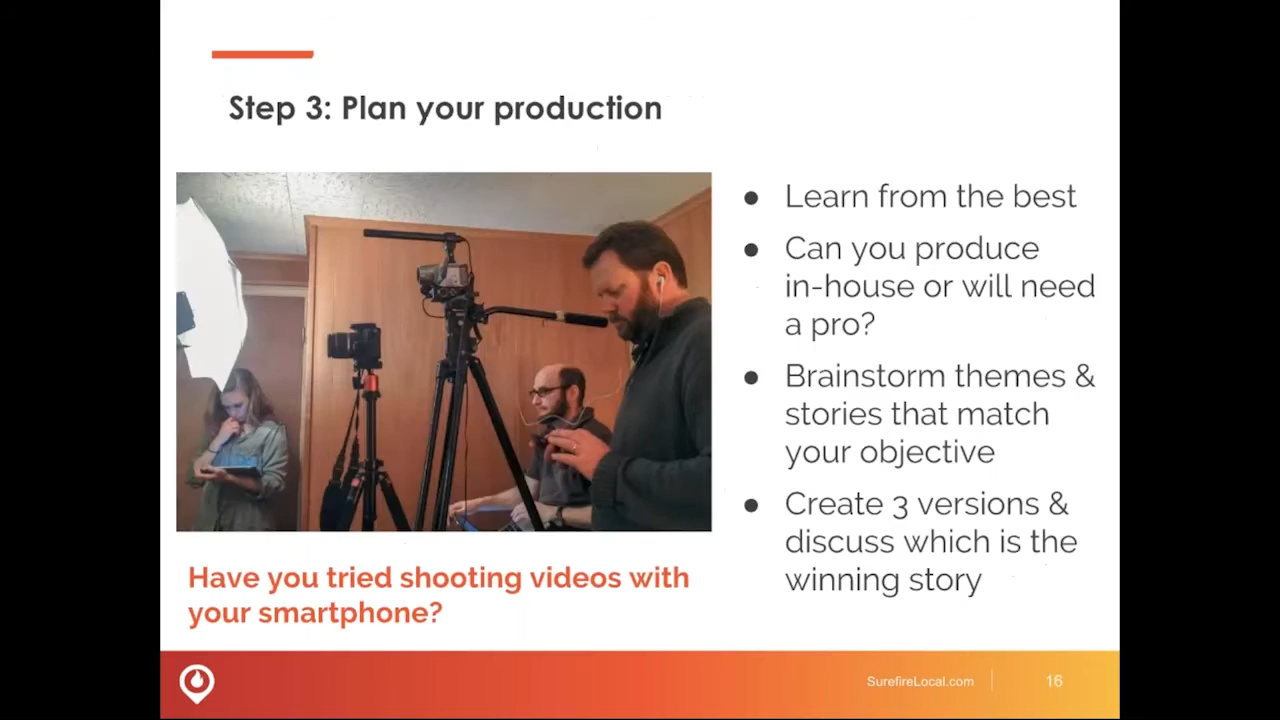 Step 3: Plan your production
● Learn from the best
● Can you produce
in-house or will need
a pro?
● Brainstorm themes &
stories that match
your objective
● Create 3 versions &
discuss which is the
winning story
Have you tried shooting videos with
your smartphone?
SurefireLocal.com
16